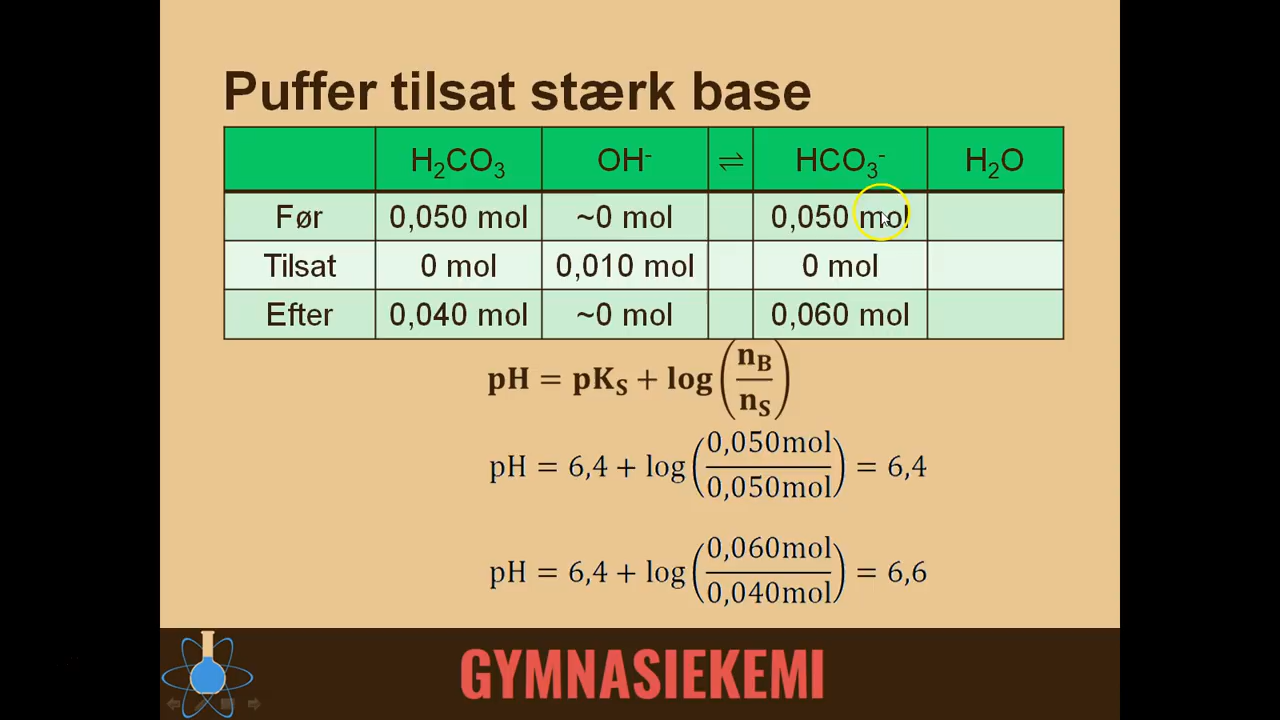 Puffer tilsat stærk base
H₂CO₃ OH⁻ ⇌ HCO₃⁻ H₂O
Før 0,050 mol ~0 mol 0,050 mol
Tilsat 0 mol 0,010 mol 0 mol
Efter 0,040 mol ~0 mol 0,060 mol
pH = pK_S + log(n_B/n_S)
pH = 6,4 + log(0,050mol/0,050mol) = 6,4
pH = 6,4 + log(0,060mol/0,040mol) = 6,6
GYMNASIEKEMI